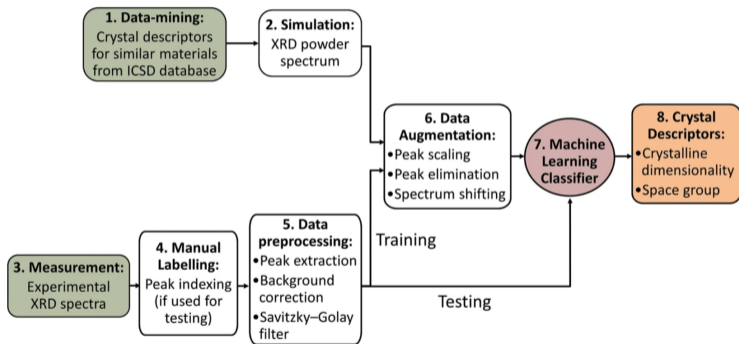 1. Data-mining:
Crystal descriptors
for similar materials
from ICSD database
2. Simulation:
XRD powder
spectrum
3. Measurement:
Experimental
XRD spectra
4. Manual
Labelling:
Peak indexing
(if used for
testing)
5. Data
preprocessing:
•Peak extraction
•Background
correction
•Savitzky–Golay
filter
6. Data
Augmentation:
•Peak scaling
•Peak elimination
•Spectrum shifting
Training
Testing
7. Machine
Learning
Classifier
8. Crystal
Descriptors:
•Crystalline
dimensionality
•Space group